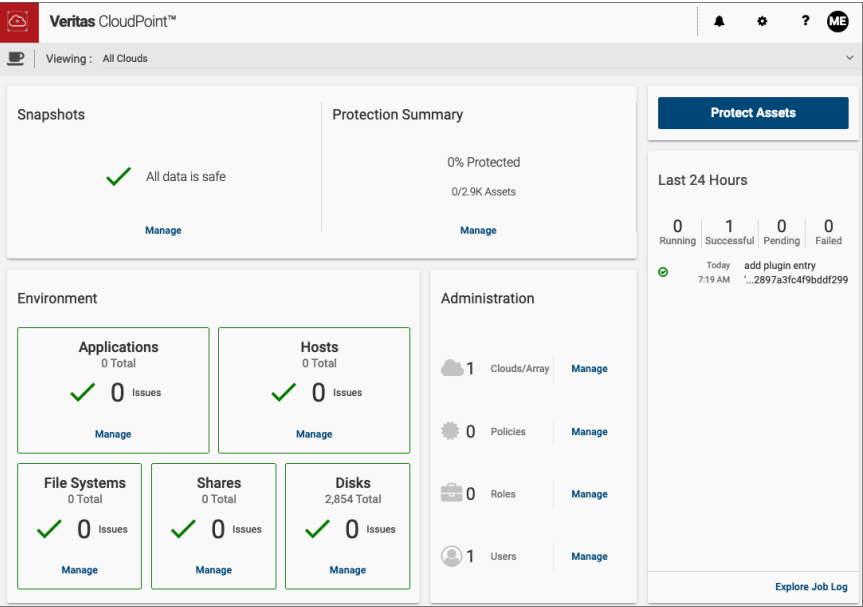 Veritas CloudPoint™
?
ME
Viewing : All Clouds
Snapshots
All data is safe
Manage
Protection Summary
0% Protected
0/2.9K Assets
Manage
Protect Assets
Last 24 Hours
0 1 0 0
Running Successful Pending Failed
Today add plugin entry
7:19 AM '...2897a3fc4f9bddf299
Explore Job Log
Environment
Applications
0 Total
0 Issues
Manage
Hosts
0 Total
0 Issues
Manage
File Systems
0 Total
0 Issues
Manage
Shares
0 Total
0 Issues
Manage
Disks
2,854 Total
0 Issues
Manage
Administration
1 Clouds/Array Manage
0 Policies Manage
0 Roles Manage
1 Users Manage